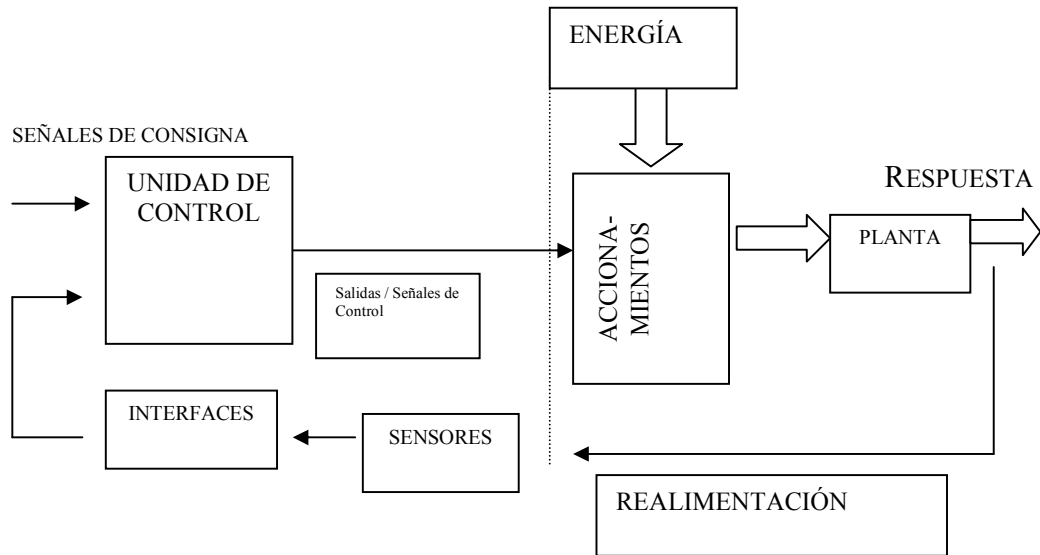 ENERGÍA
SEÑALES DE CONSIGNA
UNIDAD DE
CONTROL
RESPUESTA
ACCIONA-
MIENTOS
PLANTA
Salidas / Señales de
Control
INTERFACES
SENSORES
REALIMENTACIÓN